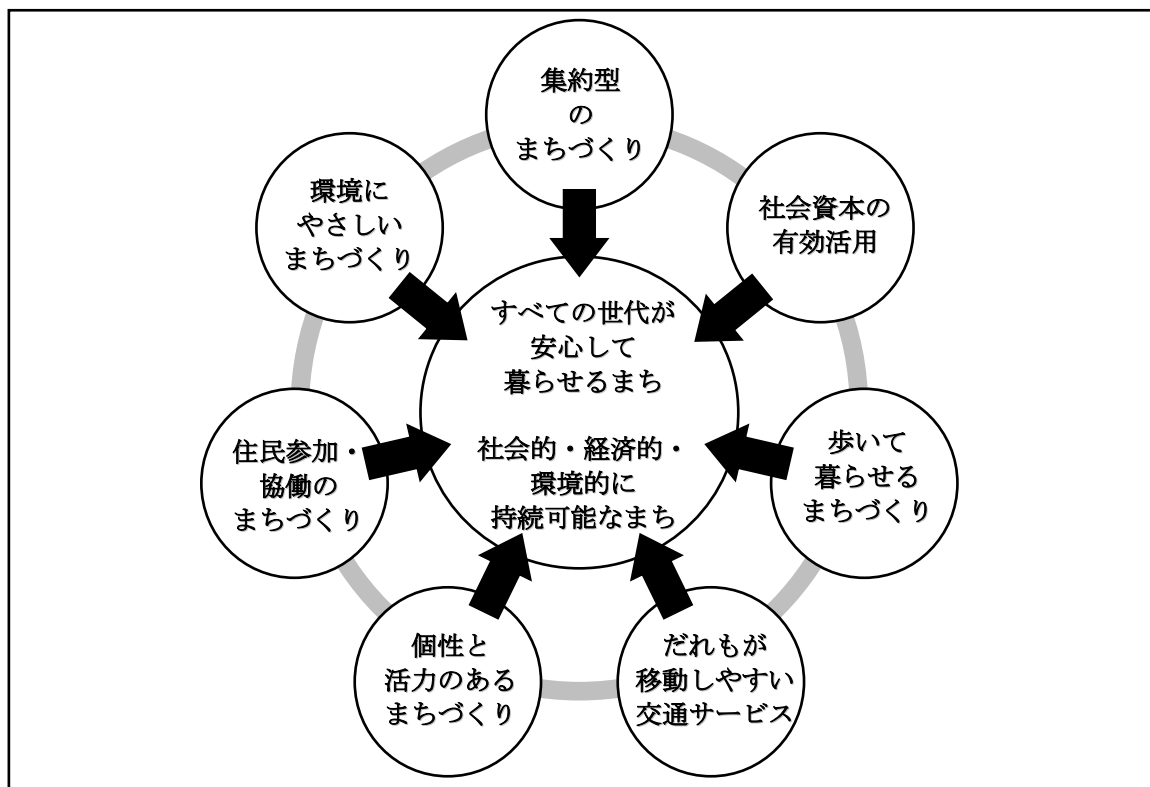 集約型
の
まちづくり
社会資本の
有効活用
歩いて
暮らせる
まちづくり
だれもが
移動しやすい
交通サービス
個性と
活力のある
まちづくり
住民参加・
協働の
まちづくり
環境に
やさしい
まちづくり
すべての世代が
安心して
暮らせるまち
社会的・経済的・
環境的に
持続可能なまち